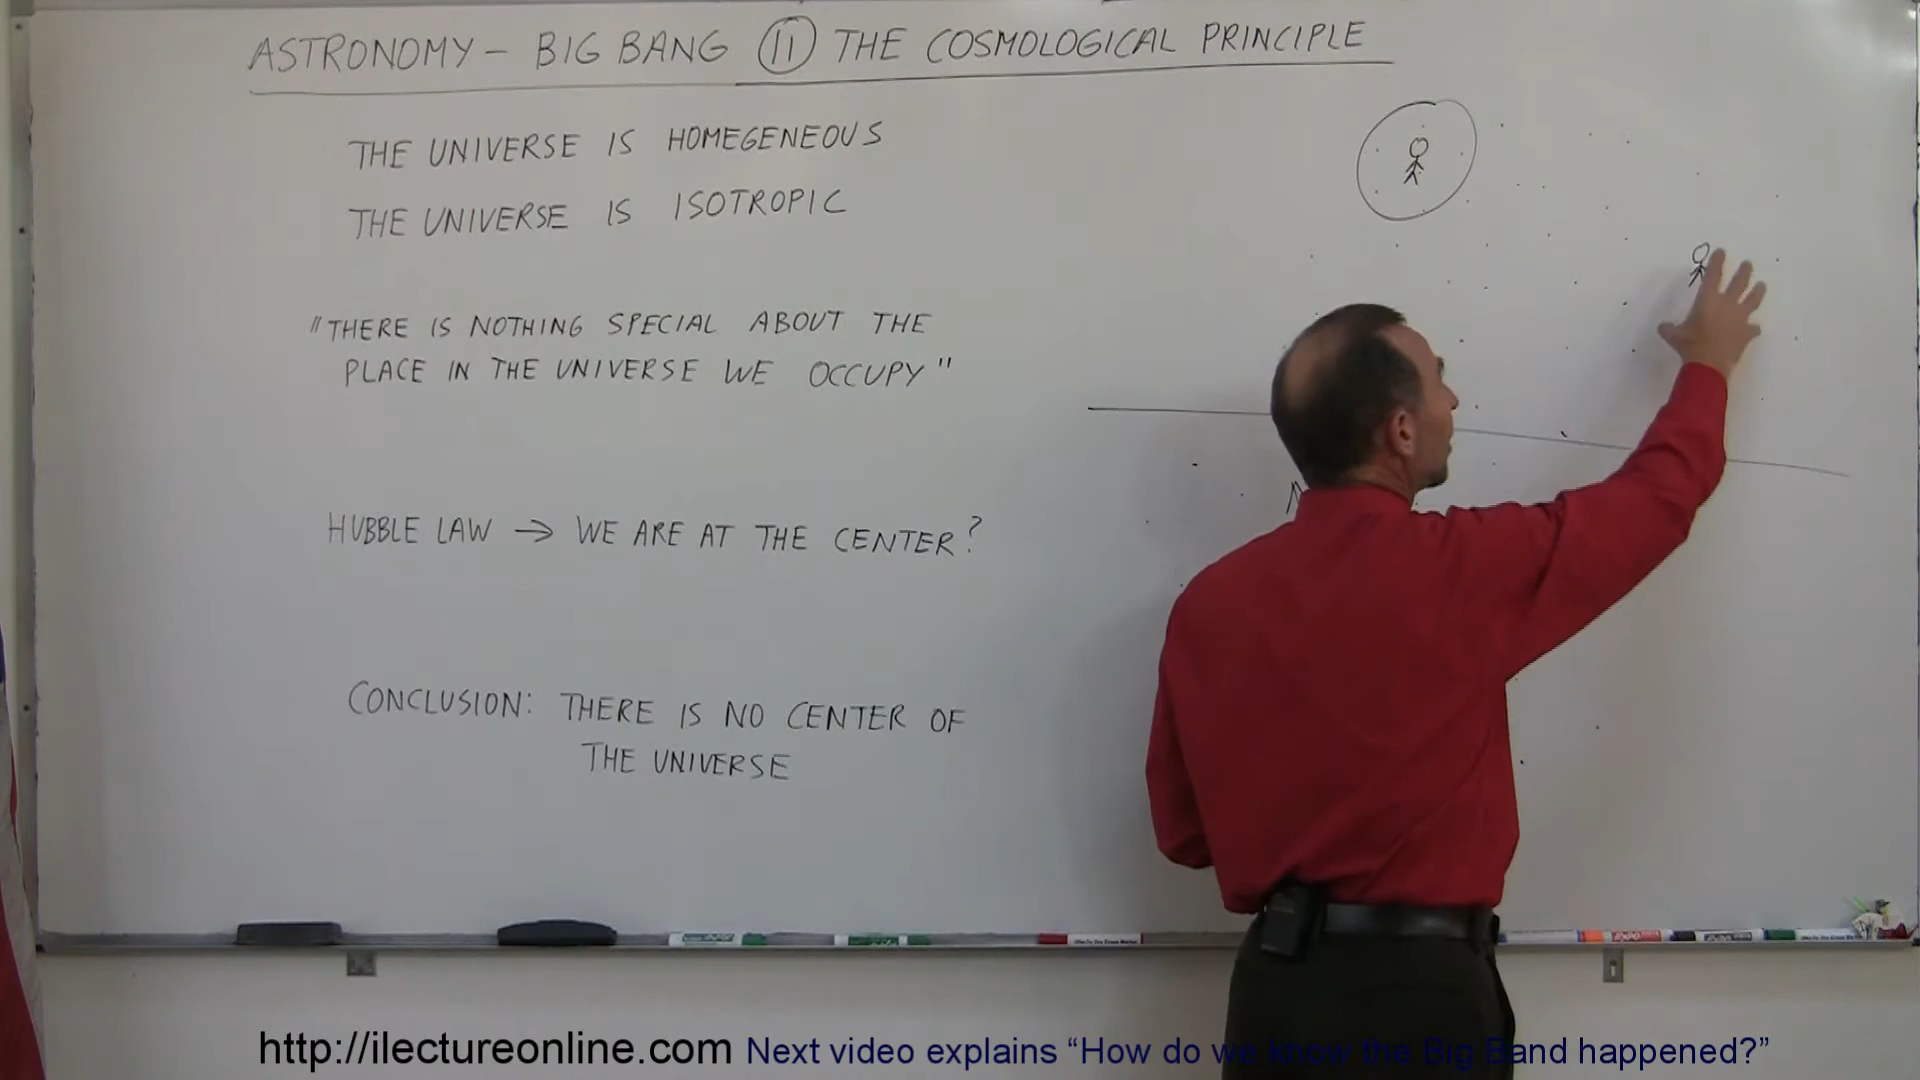 ASTRONOMY - BIG BANG 11 THE COSMOLOGICAL PRINCIPLE
THE UNIVERSE IS HOMEGENEOUS
THE UNIVERSE IS ISOTROPIC
"THERE IS NOTHING SPECIAL ABOUT THE
PLACE IN THE UNIVERSE WE OCCUPY"
HUBBLE LAW → WE ARE AT THE CENTER?
CONCLUSION: THERE IS NO CENTER OF
THE UNIVERSE
http://ilectureonline.com Next video explains “How do we know the Big Band happened?”